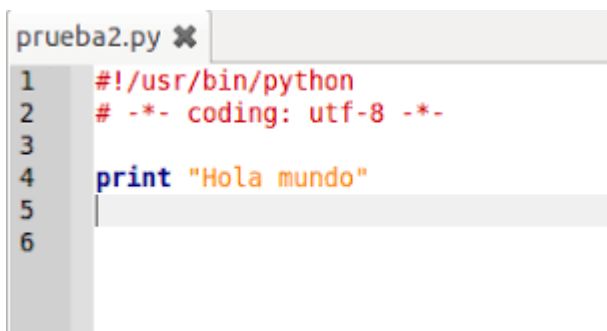 prueba2.py ✖
1 #!/usr/bin/python
2 # -*- coding: utf-8 -*-
3
4 print "Hola mundo"
5
6